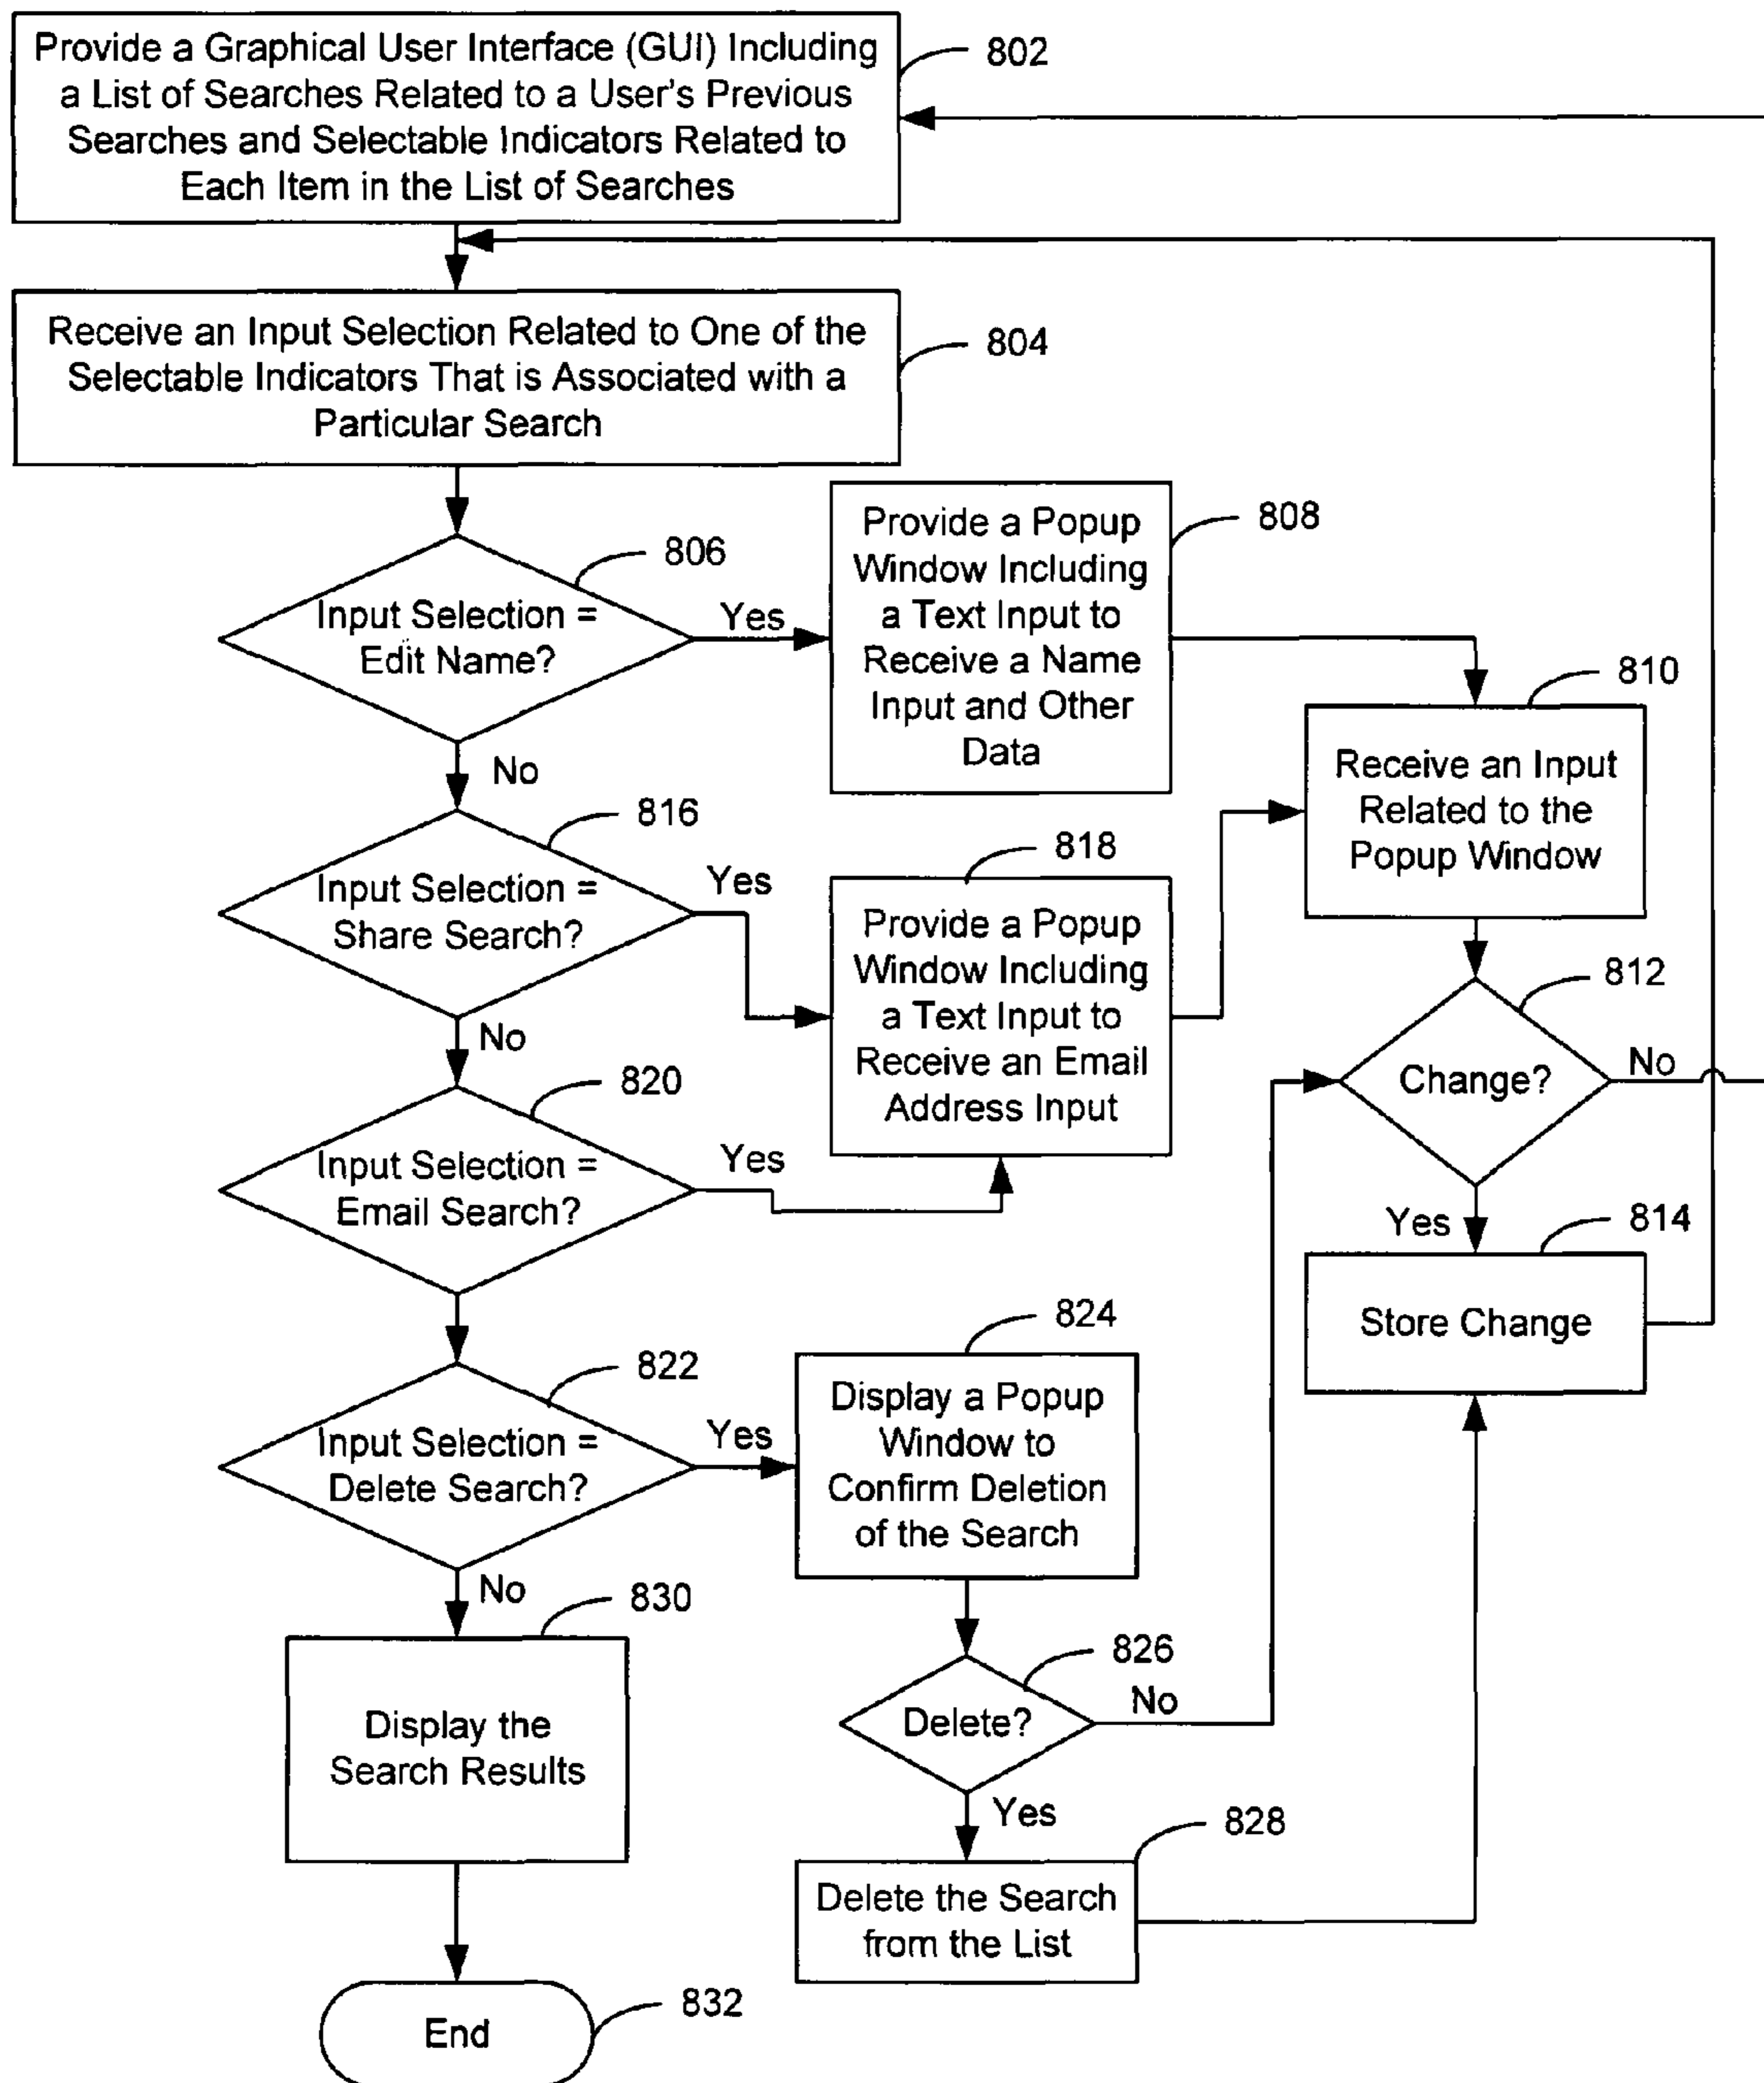 Provide a Graphical User Interface (GUI) Including
a List of Searches Related to a User's Previous
Searches and Selectable Indicators Related to
Each Item in the List of Searches
802
Receive an Input Selection Related to One of the
Selectable Indicators That is Associated with a
Particular Search
804
Input Selection =
Edit Name?
806
Yes
No
Provide a Popup
Window Including
a Text Input to
Receive a Name
Input and Other
Data
808
Receive an Input
Related to the
Popup Window
810
Input Selection =
Share Search?
816
Yes
No
Provide a Popup
Window Including
a Text Input to
Receive an Email
Address Input
818
Change?
812
No
Yes
Input Selection =
Email Search?
820
Yes
Store Change
814
Input Selection =
Delete Search?
822
Yes
No
Display a Popup
Window to
Confirm Deletion
of the Search
824
Delete?
826
No
Yes
Display the
Search Results
830
Delete the Search
from the List
828
End
832